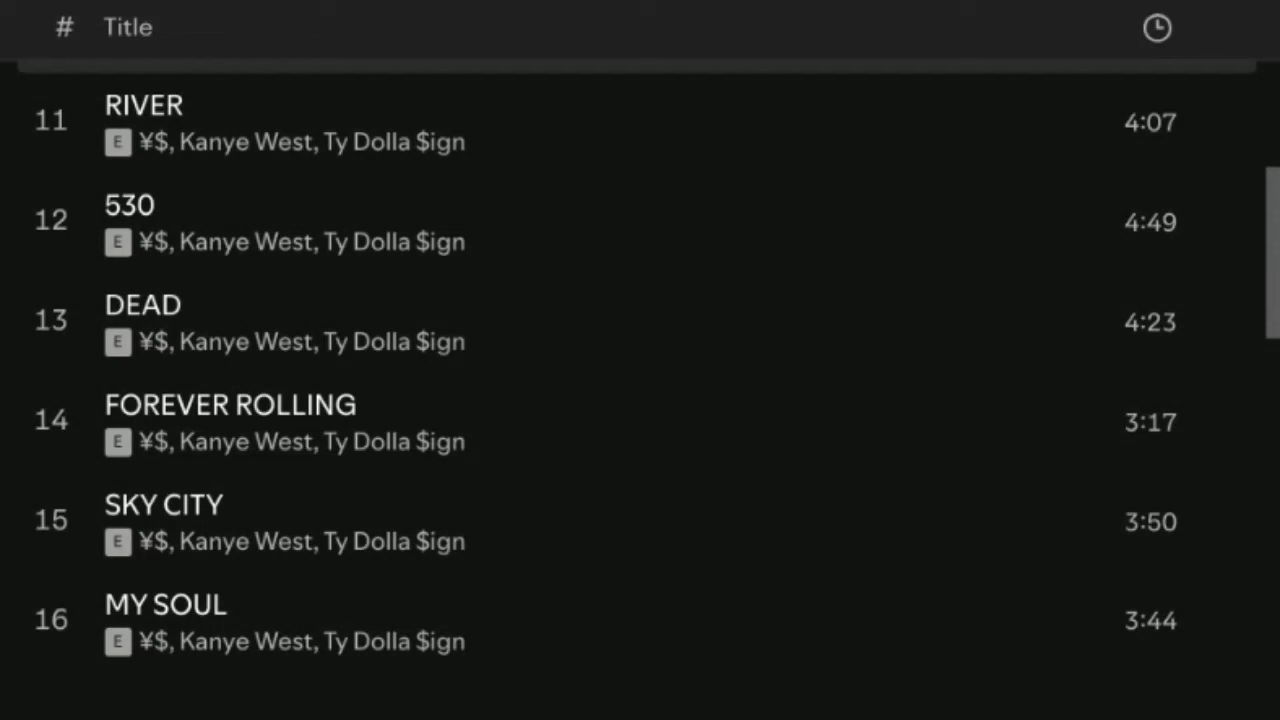 # Title
11 RIVER 4:07
E ¥$, Kanye West, Ty Dolla $ign
12 530 4:49
E ¥$, Kanye West, Ty Dolla $ign
13 DEAD 4:23
E ¥$, Kanye West, Ty Dolla $ign
14 FOREVER ROLLING 3:17
E ¥$, Kanye West, Ty Dolla $ign
15 SKY CITY 3:50
E ¥$, Kanye West, Ty Dolla $ign
16 MY SOUL 3:44
E ¥$, Kanye West, Ty Dolla $ign